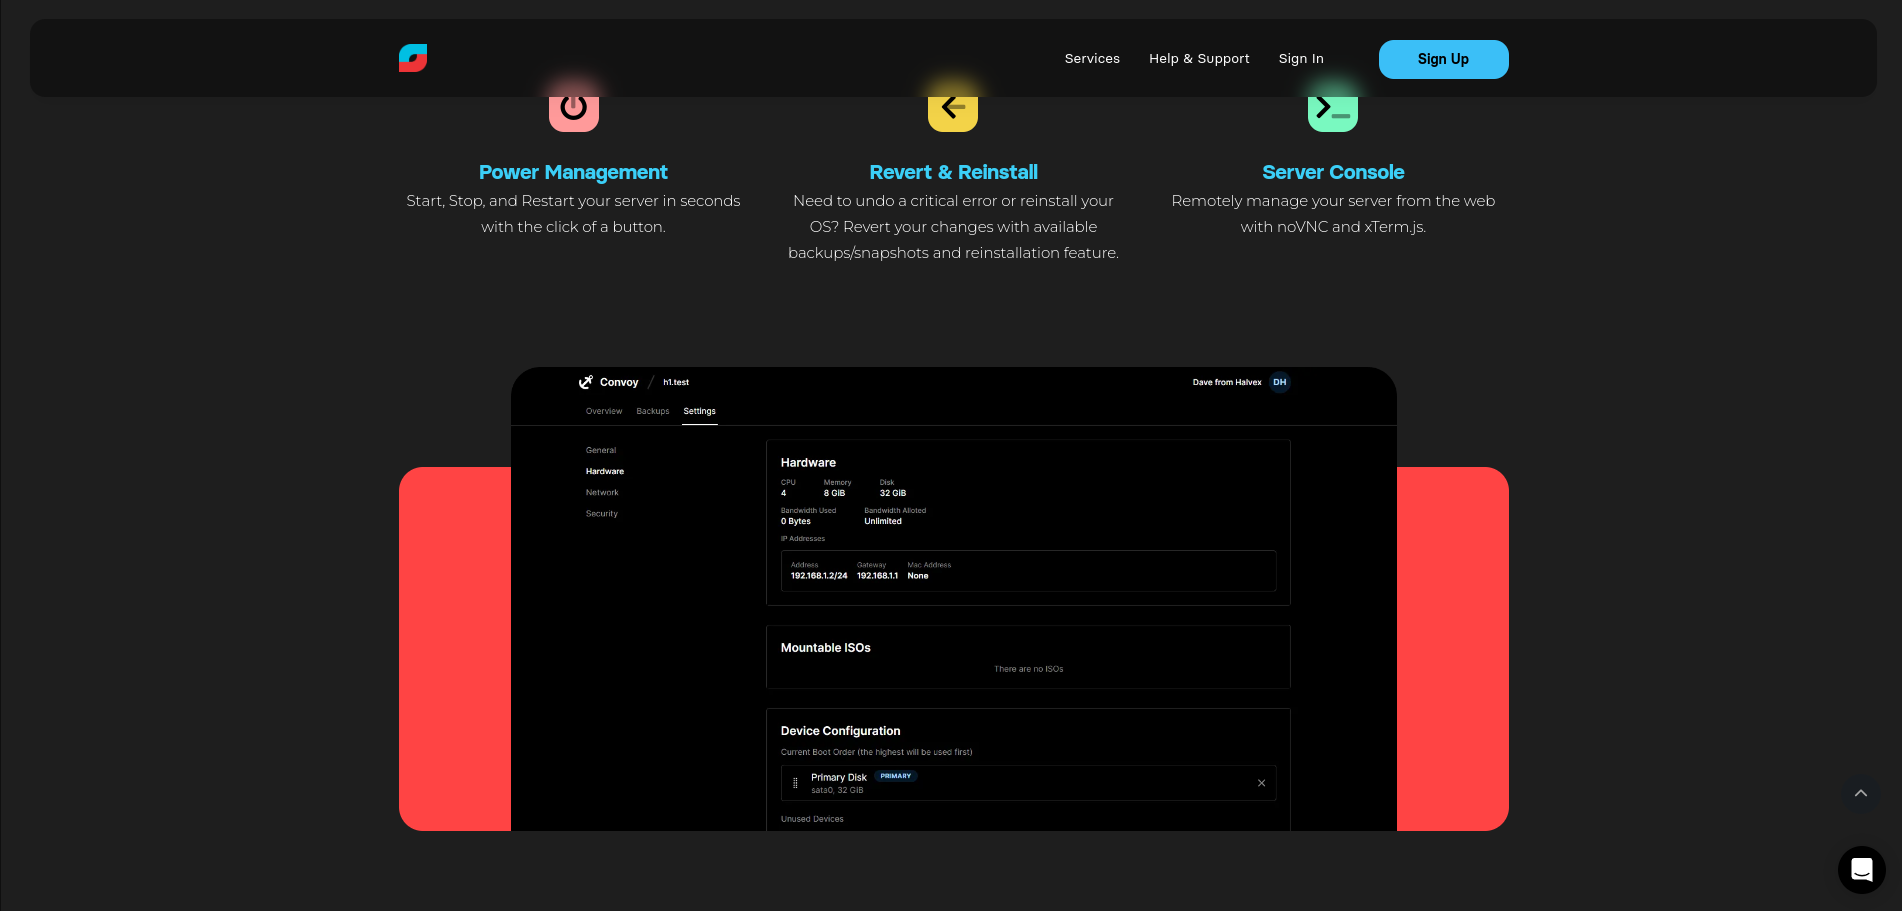 Services Help & Support Sign In Sign Up
Power Management
Start, Stop, and Restart your server in seconds
with the click of a button.
Revert & Reinstall
Need to undo a critical error or reinstall your
OS? Revert your changes with available
backups/snapshots and reinstallation feature.
Server Console
Remotely manage your server from the web
with noVNC and xTerm.js.
Convoy / h1.test
Dave from Halvex DH
Overview Backups Settings
General
Hardware
Network
Security
Hardware
CPU Memory Disk
4 8 GiB 32 GiB
Bandwidth Used Bandwidth Alloted
0 Bytes Unlimited
IP Addresses
Address Gateway Mac Address
192.168.1.2/24 192.168.1.1 None
Mountable ISOs
There are no ISOs
Device Configuration
Current Boot Order (the highest will be used first)
Primary Disk PRIMARY
sata0, 32 GiB
Unused Devices